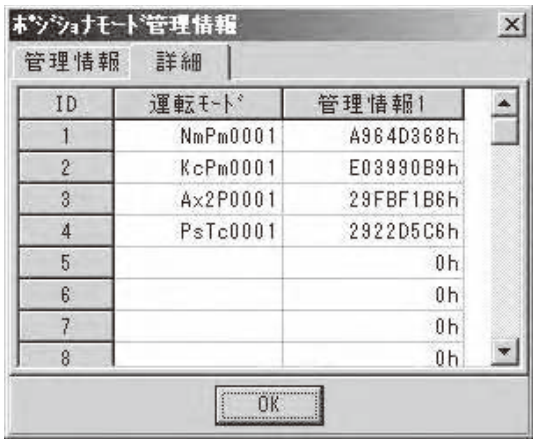 ﾎﾟｼﾞｼｮﾅﾓｰﾄﾞ管理情報
管理情報 詳細
ID 運転ﾓｰﾄﾞ 管理情報1
1 NmPm0001 A964D368h
2 KcPm0001 E03990B9h
3 Ax2P0001 29FBF1B6h
4 PsTc0001 2922D5C6h
5 0h
6 0h
7 0h
8 0h
OK